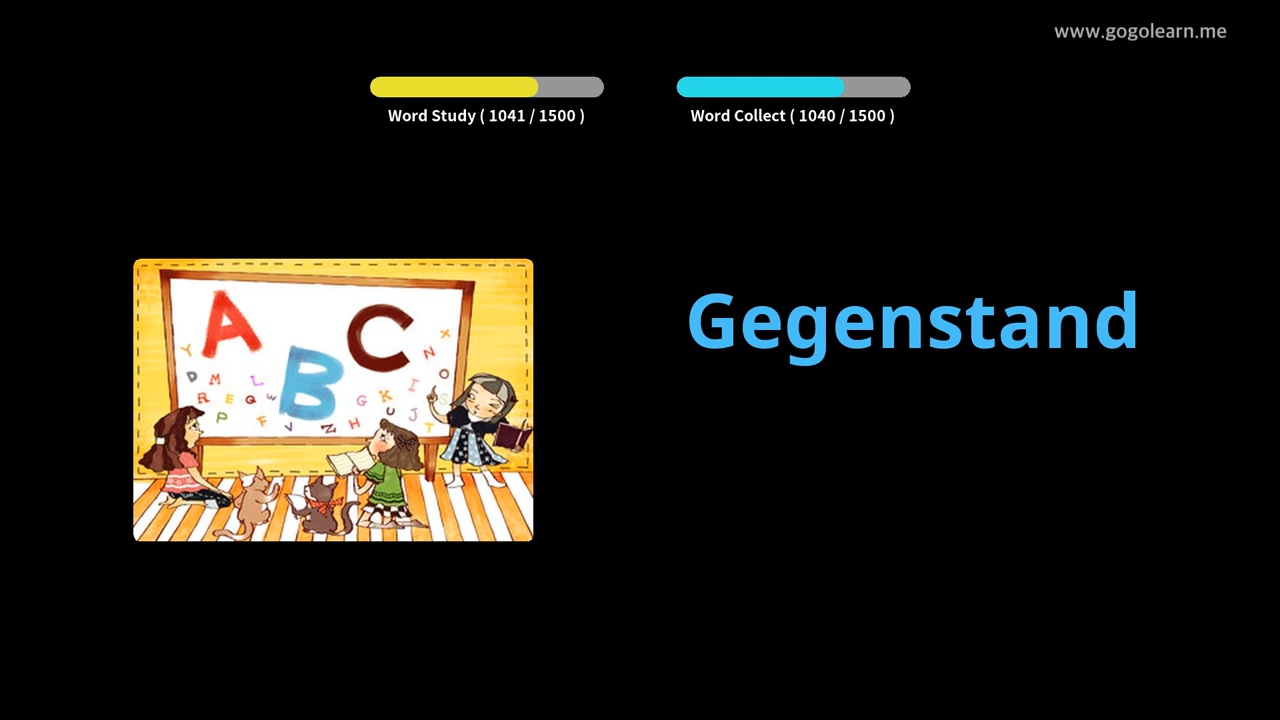 www.gogolearn.me
Word Study ( 1041 / 1500 )
Word Collect ( 1040 / 1500 )
Gegenstand
A
B
C
Y
D
M
L
R
E
Q
W
P
F
V
Z
H
G
K
U
J
I
N
X
O
S
T